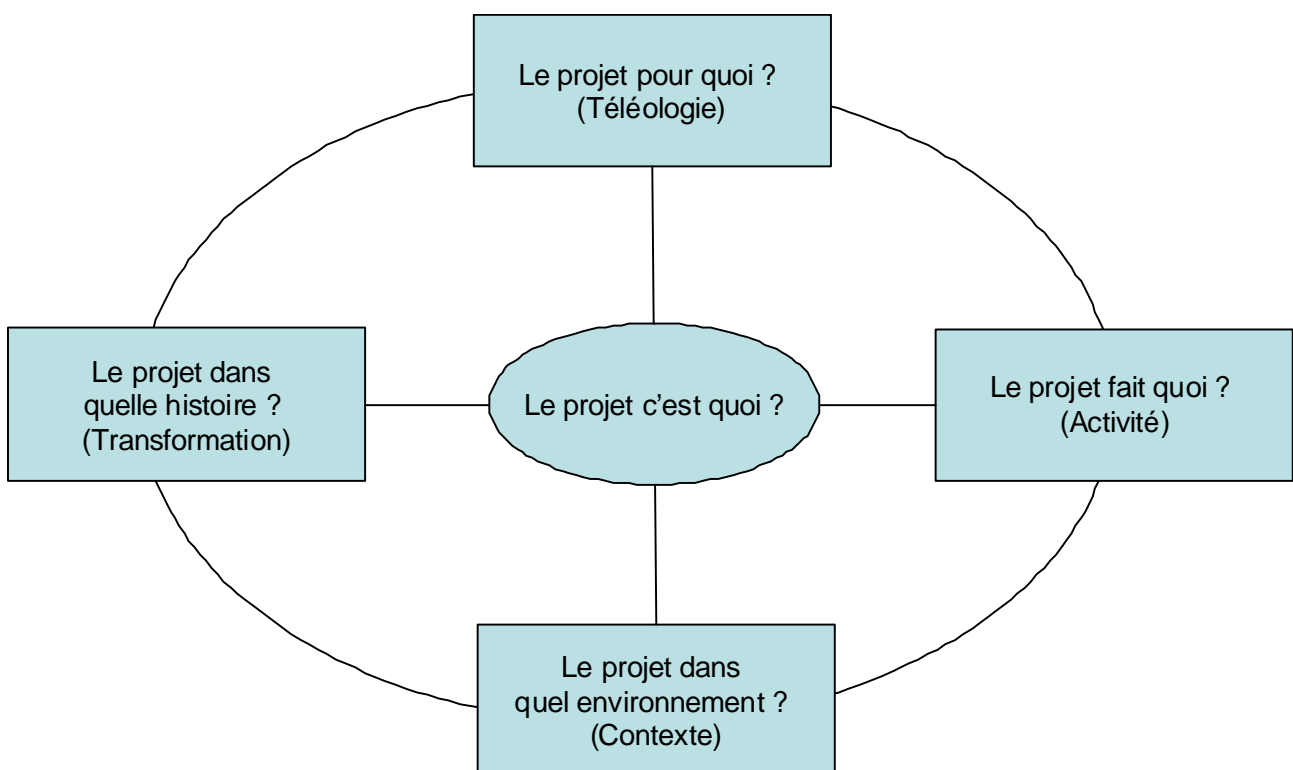 Le projet pour quoi ?
(Téléologie)
Le projet dans
quelle histoire ?
(Transformation)
Le projet c’est quoi ?
Le projet fait quoi ?
(Activité)
Le projet dans
quel environnement ?
(Contexte)